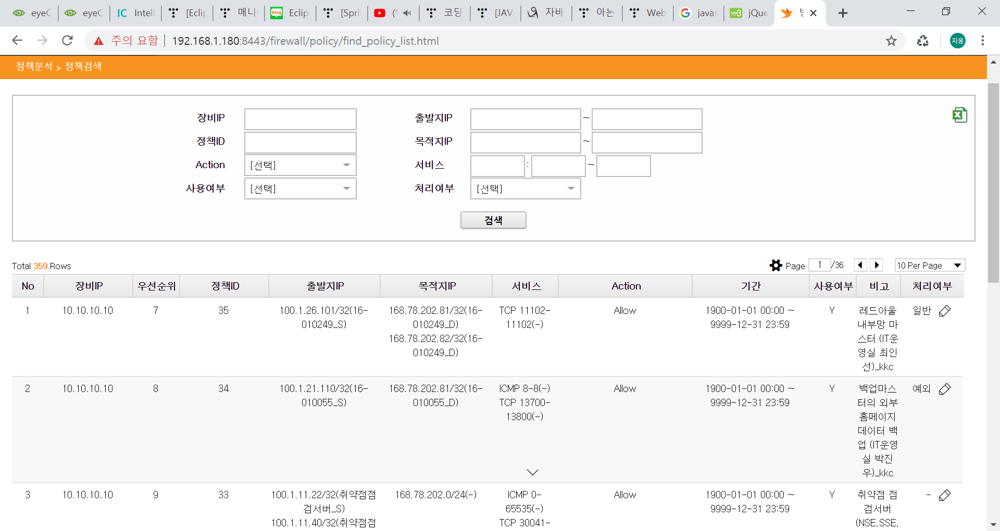 eyeC
eyeC
IC Intell
[Eclip
매니
blog Eclip
[Sprin
코딩
[JAV
자바
아는
Web
G javas
w3 jQue
주의 요함 192.168.1.180:8443/firewall/policy/find_policy_list.html
지웅
정책분석 > 정책검색
장비IP 출발지IP ~
정책ID 목적지IP ~
Action [선택] 서비스 : ~
사용여부 [선택] 처리여부 [선택]
검색
Total 359 Rows Page 1 /36 10 Per Page
No 장비IP 우선순위 정책ID 출발지IP 목적지IP 서비스 Action 기간 사용여부 비고 처리여부
1 10.10.10.10 7 35 100.1.26.101/32(16- 168.78.202.81/32(16- TCP 11102- Allow 1900-01-01 00:00 ~ Y 레드아울 일반
010249_S) 010249_D) 11102(-) 9999-12-31 23:59 내부망 마
168.78.202.82/32(16- 스터 (IT운
010249_D) 영실 최인
선)_kkc
2 10.10.10.10 8 34 100.1.21.110/32(16- 168.78.202.81/32(16- ICMP 8-8(-) Allow 1900-01-01 00:00 ~ Y 백업마스 예외
010055_S) 010055_D) TCP 13700- 9999-12-31 23:59 터의 외부
13800(-) 홈페이지
데이터 백
업 (IT운영
실 박진
우)_kkc
3 10.10.10.10 9 33 100.1.11.22/32(취약점점 168.78.202.0/24(-) ICMP 0- Allow 1900-01-01 00:00 ~ Y 취약점 점 -
검서버_S) 65535(-) 9999-12-31 23:59 검서버
100.1.11.40/32(취약점점 TCP 30041- (NSE,SSE,